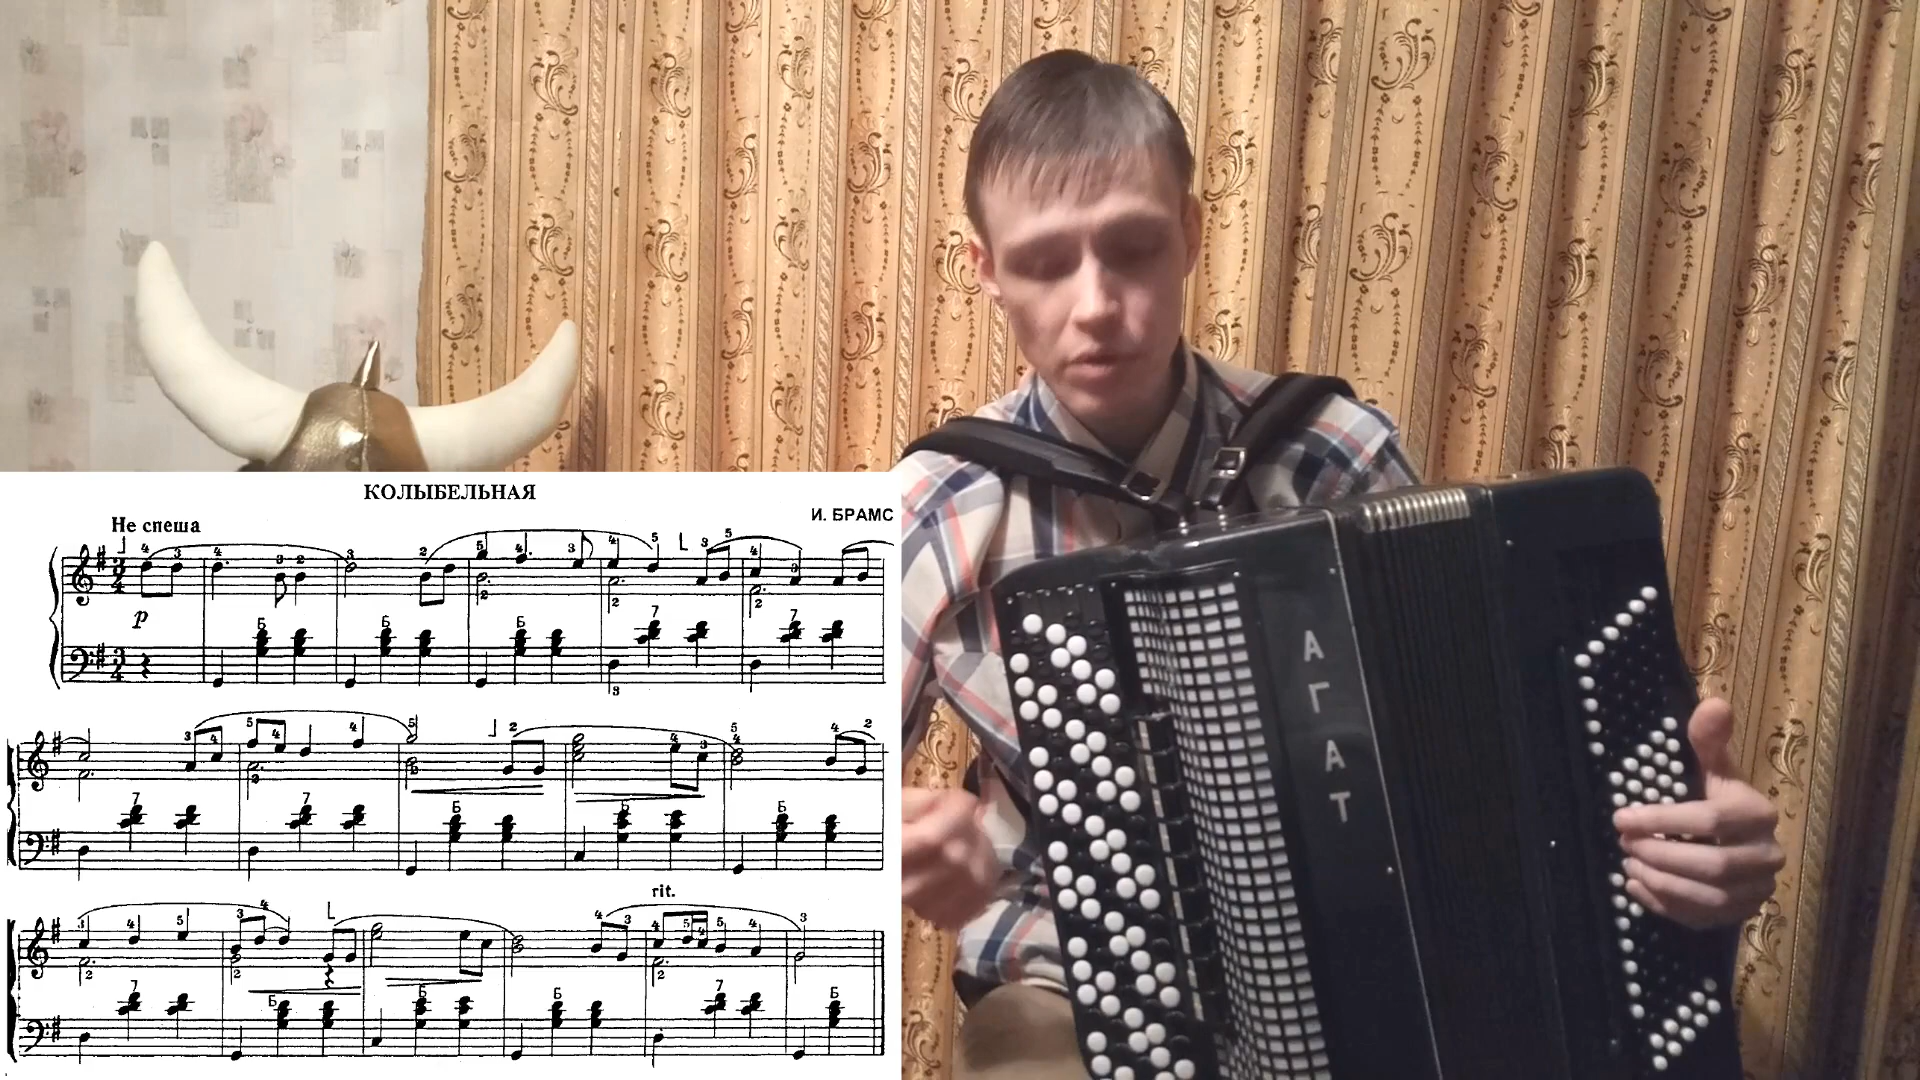 КОЛЫБЕЛЬНАЯ
И. БРАМС
Не спеша
p
rit.
АГАТ